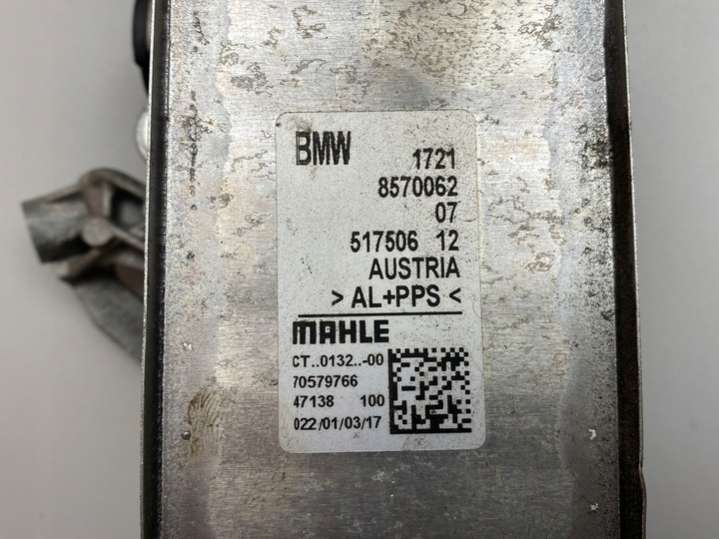 BMW 1721
8570062
07
517506 12
AUSTRIA
>AL+PPS<
MAHLE
CT..0132..-00
70579766
47138 100
022/01/03/17